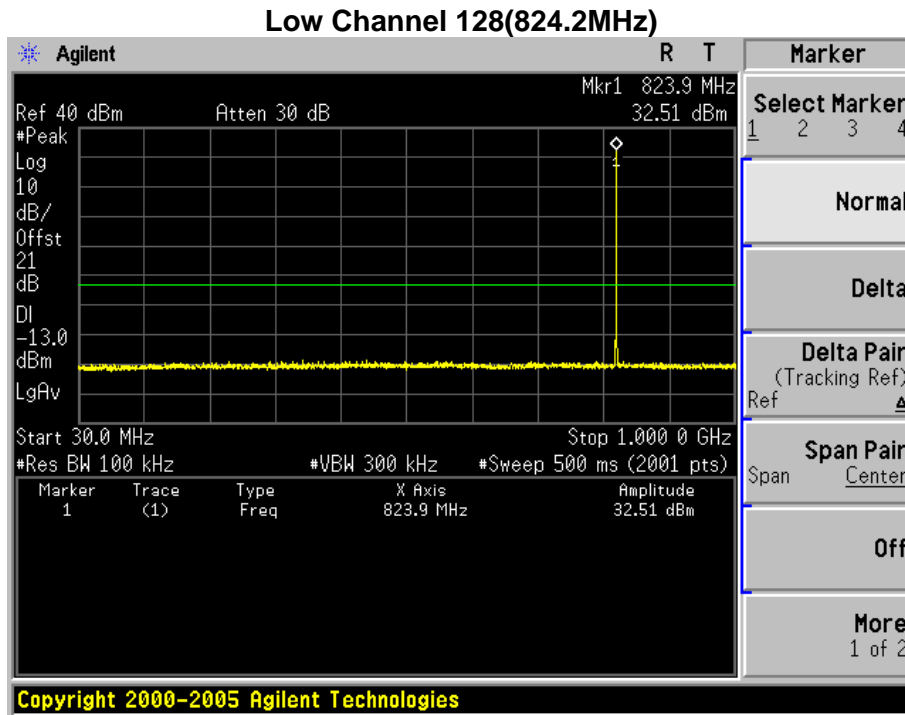 Low Channel 128(824.2MHz)
Agilent R T
Mkr1 823.9 MHz
Ref 40 dBm Atten 30 dB 32.51 dBm
#Peak
Log
10
dB/
Offst
21
dB
DI
-13.0
dBm
LgAv
1
Start 30.0 MHz Stop 1.000 0 GHz
#Res BW 100 kHz #VBW 300 kHz #Sweep 500 ms (2001 pts)
Marker Trace Type X Axis Amplitude
1 (1) Freq 823.9 MHz 32.51 dBm
Marker
Select Marker
1 2 3 4
Normal
Delta
Delta Pair
(Tracking Ref)
Ref Δ
Span Pair
Span Center
Off
More
1 of 2
Copyright 2000-2005 Agilent Technologies